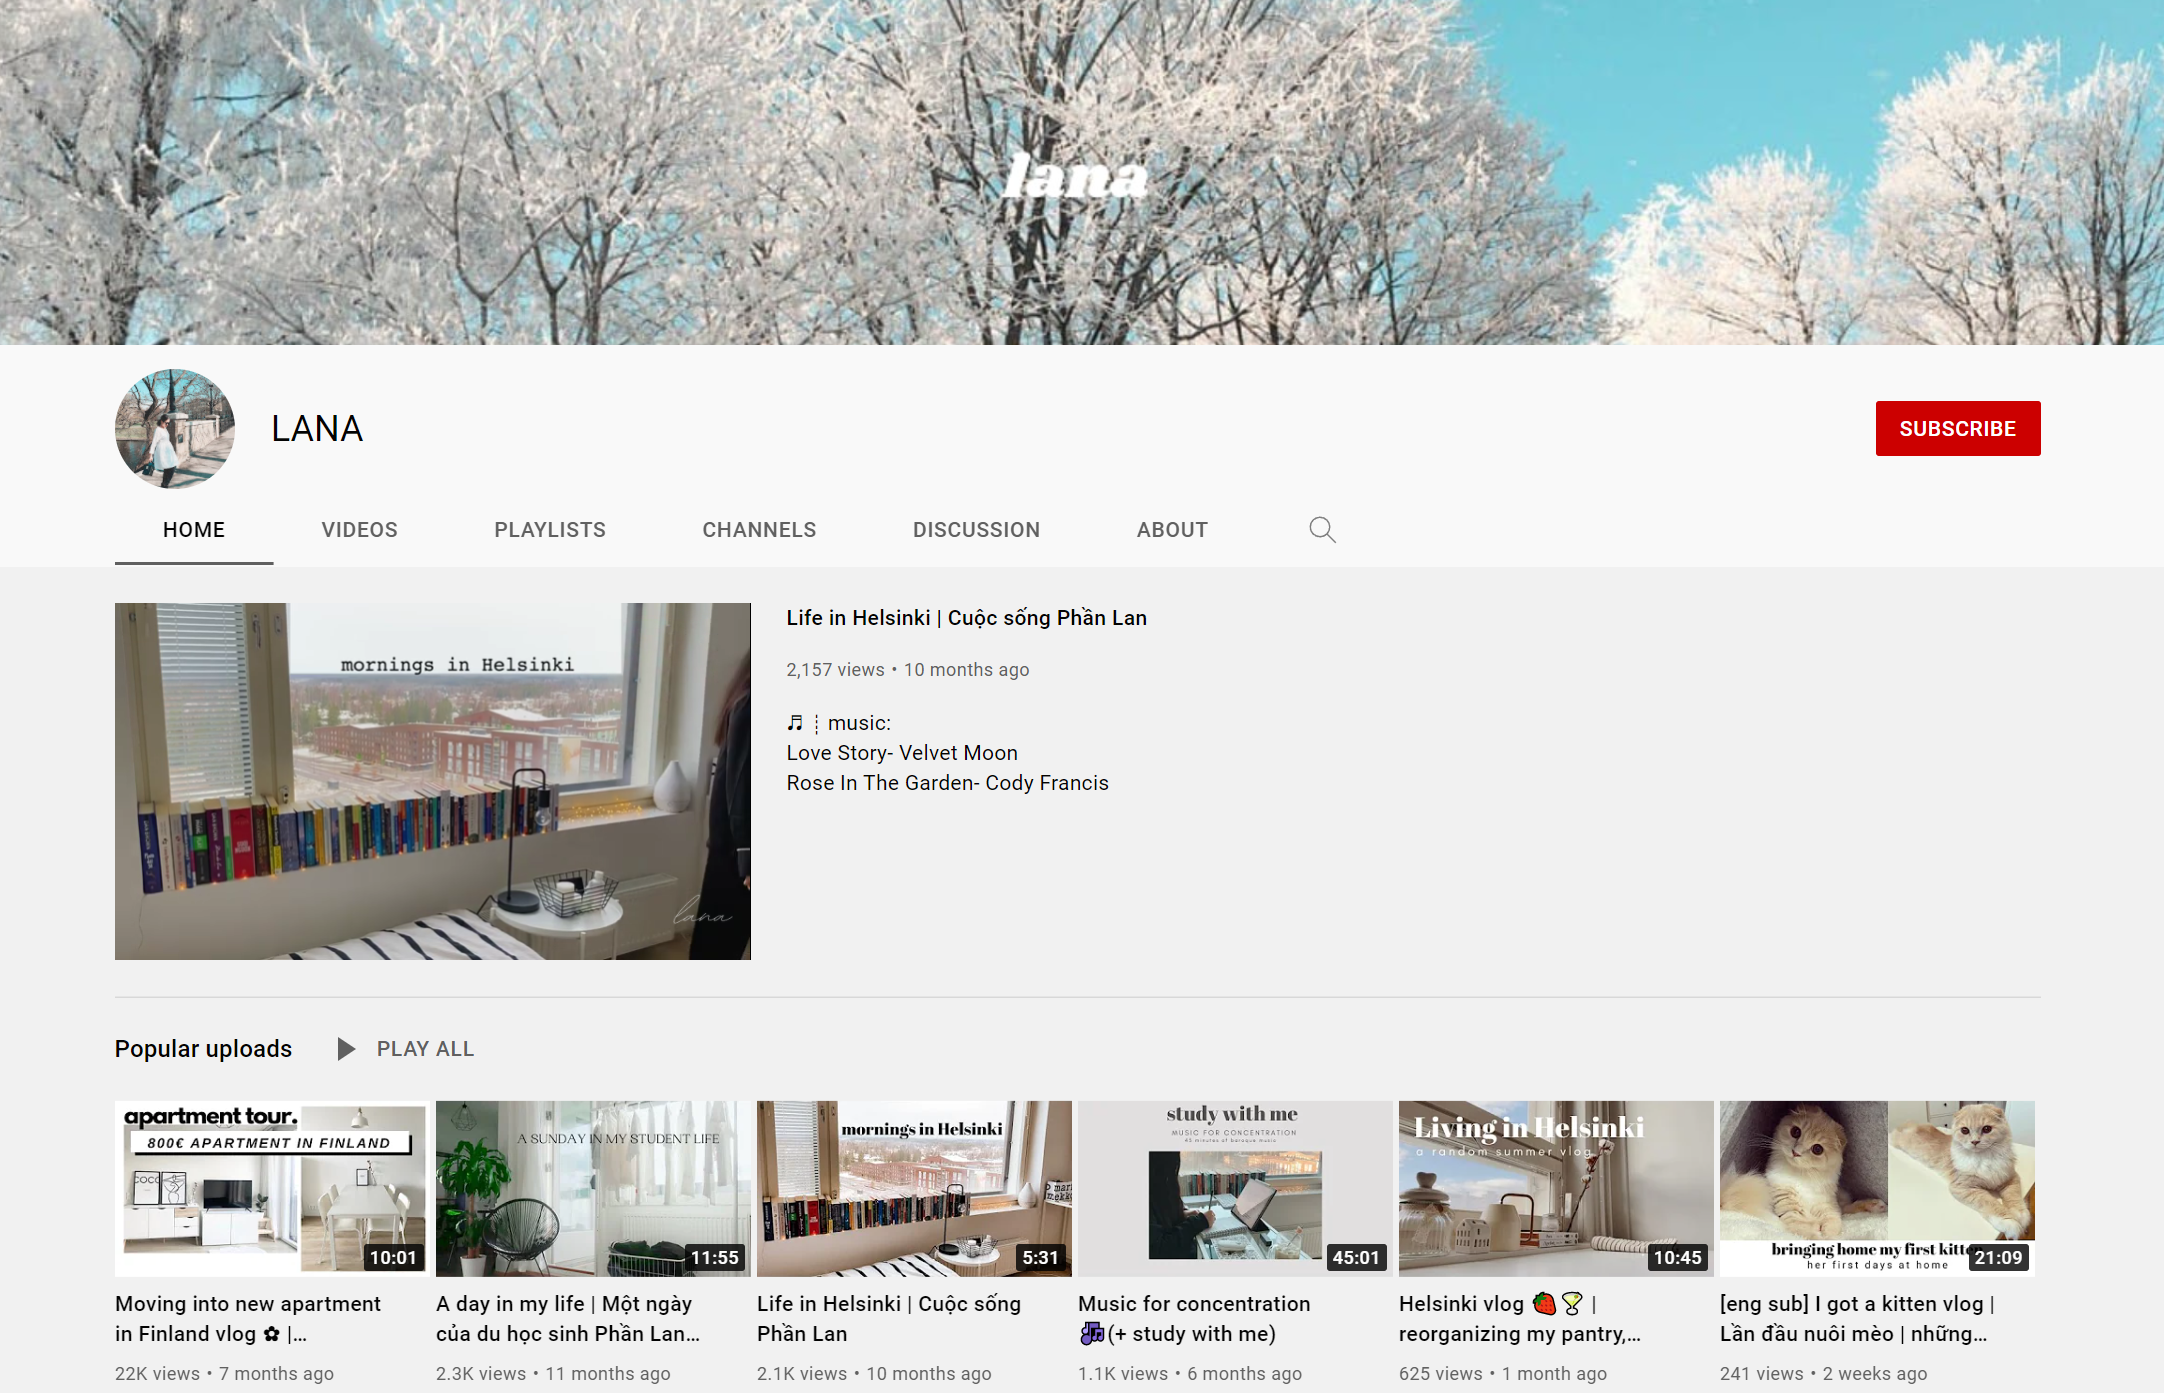 lana
LANA
SUBSCRIBE
HOME
VIDEOS
PLAYLISTS
CHANNELS
DISCUSSION
ABOUT
mornings in Helsinki
lana
Life in Helsinki | Cuộc sống Phần Lan
2,157 views • 10 months ago
♬ ┊ music:
Love Story- Velvet Moon
Rose In The Garden- Cody Francis
Popular uploads
PLAY ALL
apartment tour.
800€ APARTMENT IN FINLAND
10:01
Moving into new apartment
in Finland vlog ✿ |...
22K views • 7 months ago
A SUNDAY IN MY STUDENT LIFE
11:55
A day in my life | Một ngày
của du học sinh Phần Lan...
2.3K views • 11 months ago
mornings in Helsinki
5:31
Life in Helsinki | Cuộc sống
Phần Lan
2.1K views • 10 months ago
study with me
MUSIC FOR CONCENTRATION
45 minutes of baroque music
45:01
Music for concentration
🎶(+ study with me)
1.1K views • 6 months ago
Living in Helsinki
a random summer vlog
10:45
Helsinki vlog 🍓🍸 |
reorganizing my pantry,...
625 views • 1 month ago
bringing home my first kitten
her first days at home
21:09
[eng sub] I got a kitten vlog |
Lần đầu nuôi mèo | những...
241 views • 2 weeks ago